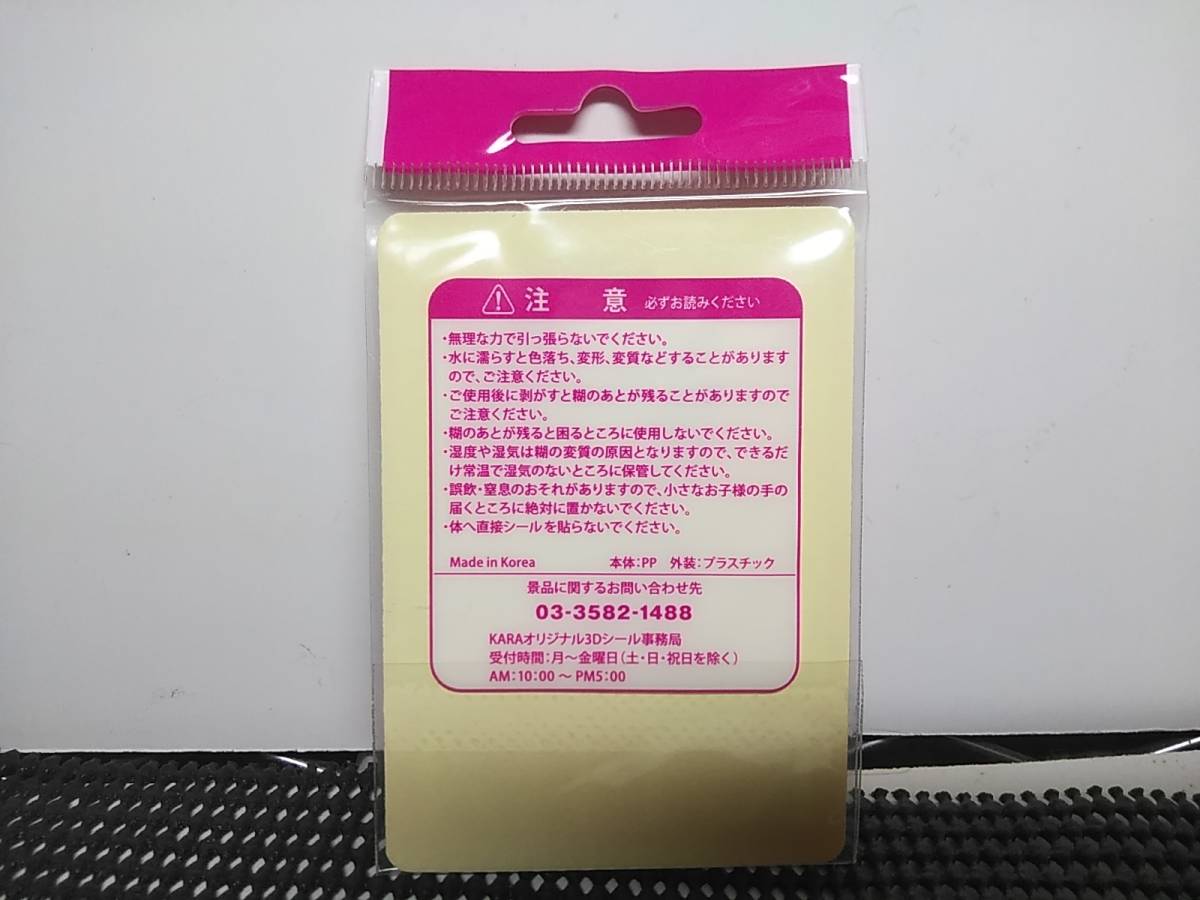 注 意 必ずお読みください
・無理な力で引っ張らないでください。
・水に濡らすと色落ち、変形、変質などすることがあります
ので、ご注意ください。
・ご使用後に剥がすと糊のあとが残ることがありますので
ご注意ください。
・糊のあとが残ると困るところに使用しないでください。
・湿度や湿気は糊の変質の原因となりますので、できるだ
け常温で湿気のないところに保管してください。
・誤飲・窒息のおそれがありますので、小さなお子様の手の
届くところに絶対に置かないでください。
・体へ直接シールを貼らないでください。
Made in Korea 本体：PP 外装：プラスチック
景品に関するお問い合わせ先
03-3582-1488
KARAオリジナル3Dシール事務局
受付時間：月〜金曜日（土・日・祝日を除く）
AM：10：00 〜 PM5：00